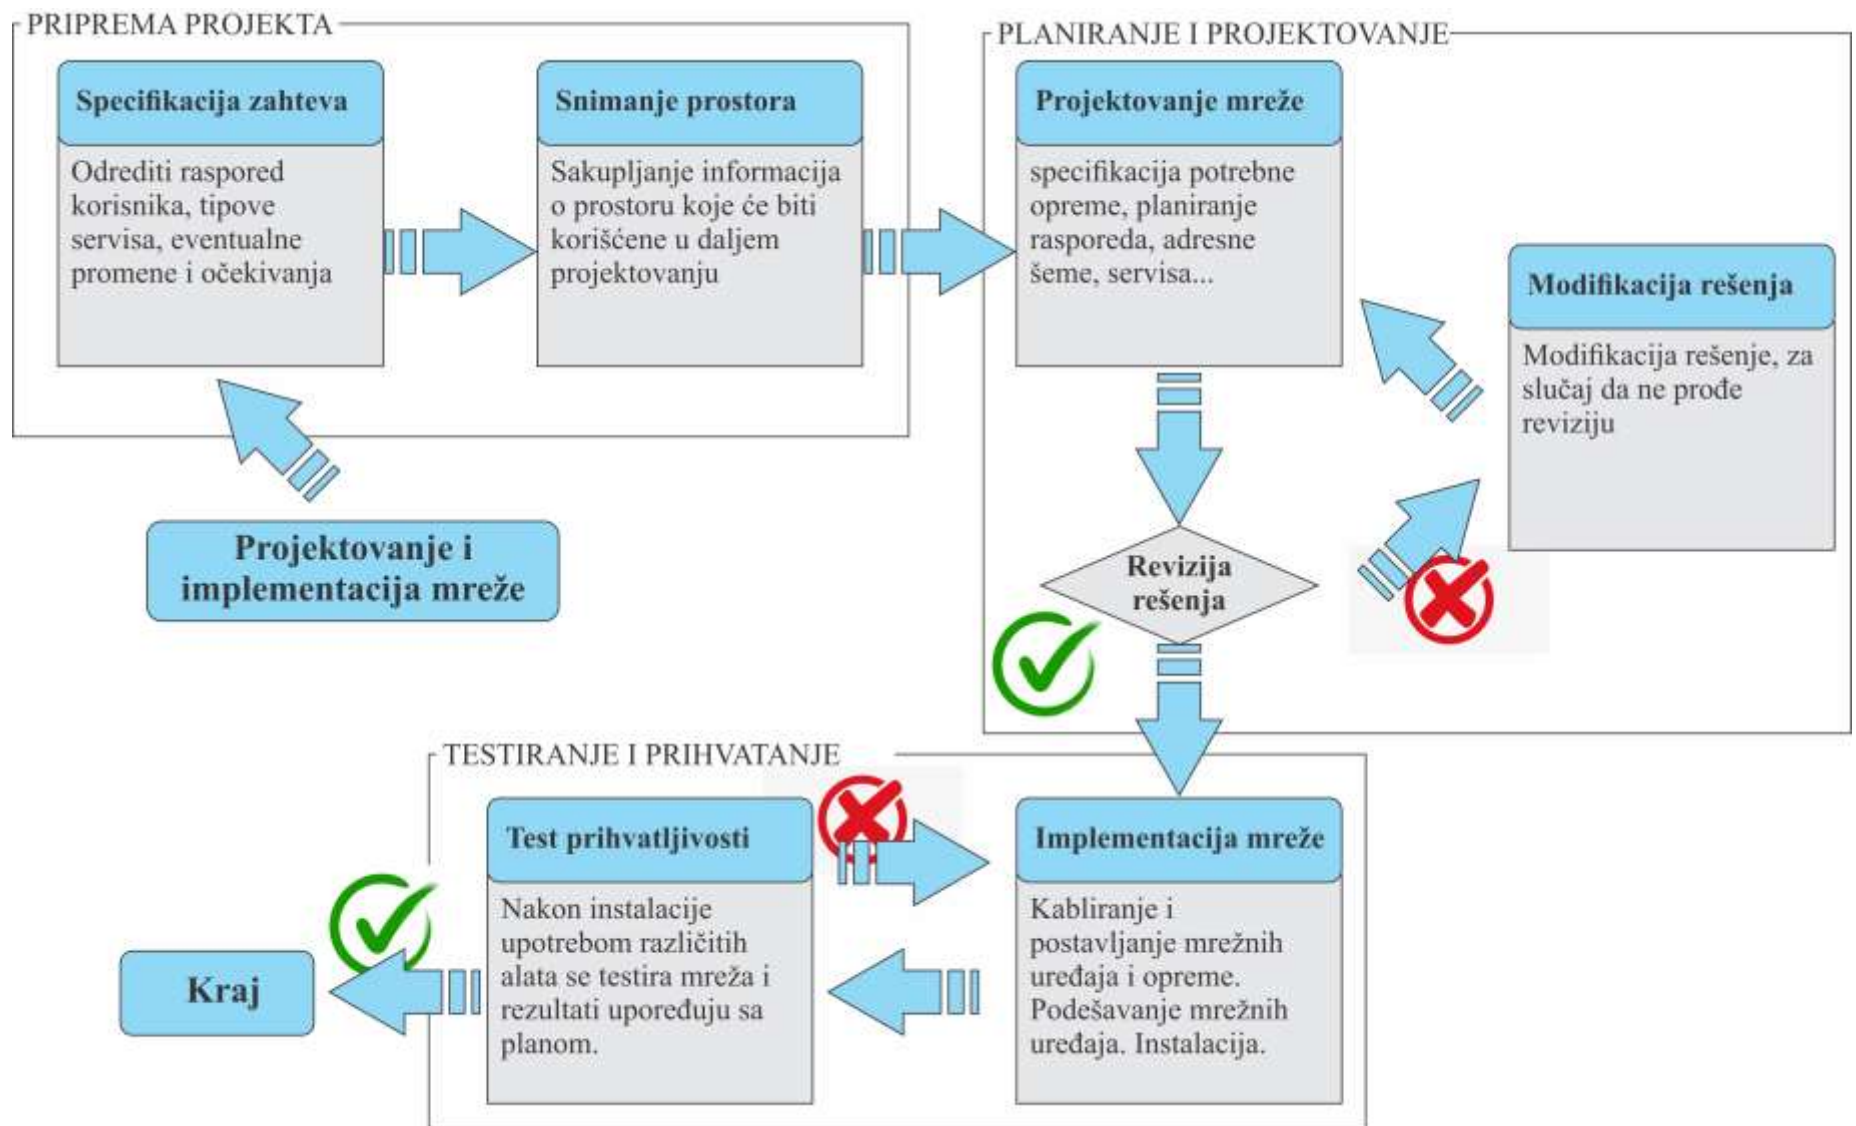 PRIPREMA PROJEKTA
Specifikacija zahteva
Odrediti raspored
korisnika, tipove
servisa, eventualne
promene i očekivanja
Snimanje prostora
Sakupljanje informacija
o prostoru koje će biti
korišćene u daljem
projektovanju
Projektovanje i
implementacija mreže
PLANIRANJE I PROJEKTOVANJE
Projektovanje mreže
specifikacija potrebne
opreme, planiranje
rasporeda, adresne
šeme, servisa...
Modifikacija rešenja
Modifikacija rešenje, za
slučaj da ne prođe
reviziju
Revizija
rešenja
TESTIRANJE I PRIHVATANJE
Implementacija mreže
Kabliranje i
postavljanje mrežnih
uređaja i opreme.
Podešavanje mrežnih
uređaja. Instalacija.
Test prihvatljivosti
Nakon instalacije
upotrebom različitih
alata se testira mreža i
rezultati upoređuju sa
planom.
Kraj